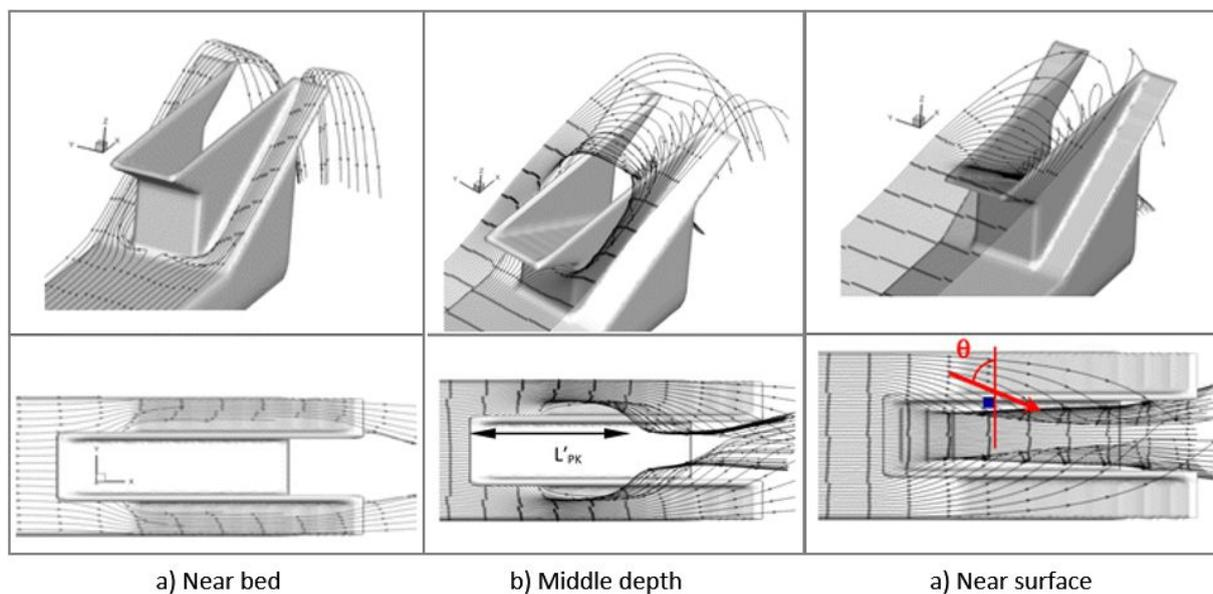 Z
Y
X
Z
Y
X
Z
Y
X
Y
X
L'PK
θ
a) Near bed
b) Middle depth
a) Near surface